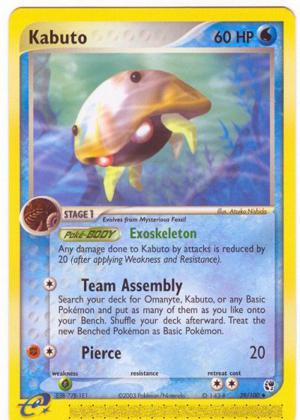 Kabuto
60 HP
illus. Atsuko Nishida
STAGE 1
Evolves from Mysterious Fossil
Poké-BODY Exoskeleton
Any damage done to Kabuto by attacks is reduced by
20 (after applying Weakness and Resistance).
Team Assembly
Search your deck for Omanyte, Kabuto, or any Basic
Pokémon and put as many of them as you like onto
your Bench. Shuffle your deck afterward. Treat the
new Benched Pokémon as Basic Pokémon.
Pierce 20
weakness resistance retreat cost
©2003 Pokémon/Nintendo
39/100
e